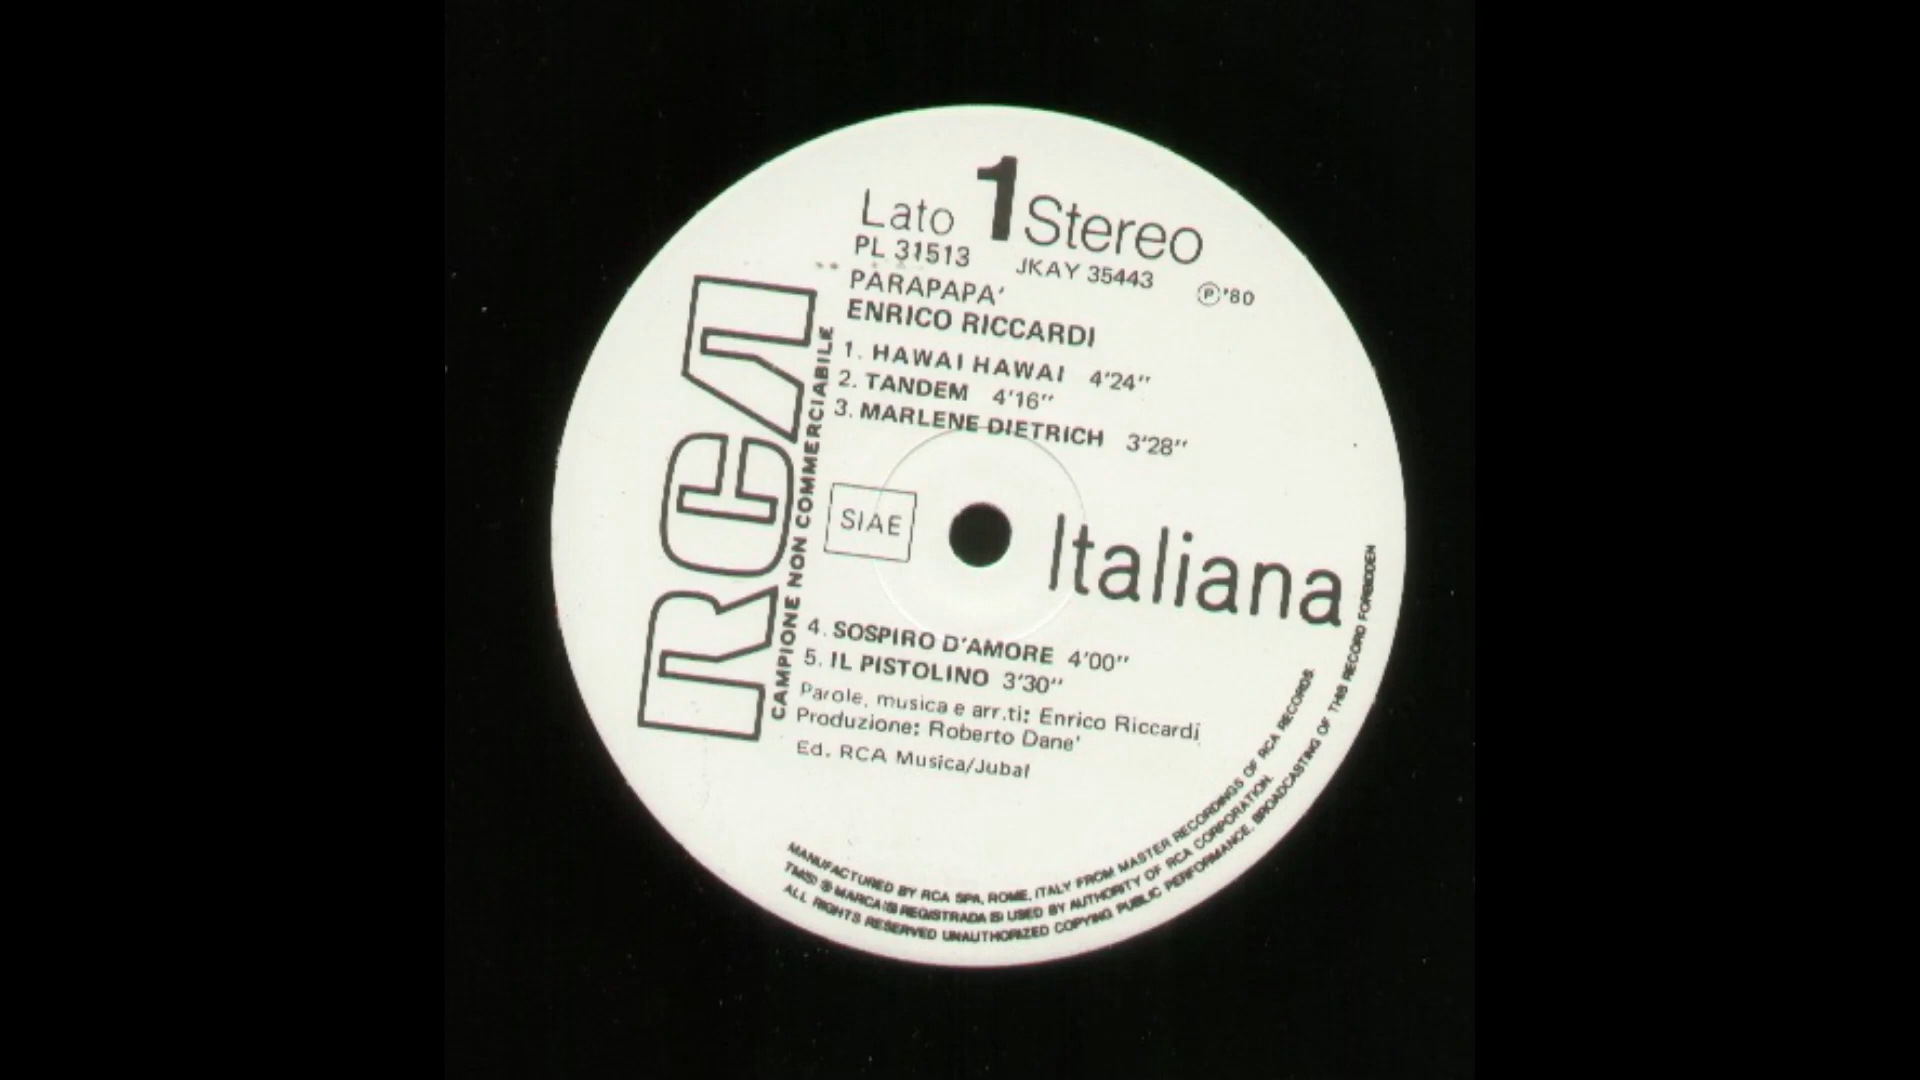 Lato 1 Stereo
PL 31513 JKAY 35443 Ⓟ'80
PARAPAPA'
ENRICO RICCARDI
1. HAWAI HAWAI 4'24"
2. TANDEM 4'16"
3. MARLENE DIETRICH 3'28"
RCA
CAMPIONE NON COMMERCIABILE
SIAE
Italiana
4. SOSPIRO D'AMORE 4'00"
5. IL PISTOLINO 3'30"
Parole, musica e arr.ti: Enrico Riccardi
Produzione: Roberto Dane'
Ed. RCA Musica/Jubal
MANUFACTURED BY RCA SPA, ROME, ITALY FROM MASTER RECORDINGS OF RCA RECORDS.
TM(S) ® MARCA(S) REGISTRADA(S) USED BY AUTHORITY OF RCA CORPORATION.
ALL RIGHTS RESERVED UNAUTHORIZED COPYING PUBLIC PERFORMANCE, BROADCASTING OF THIS RECORD FORBIDDEN